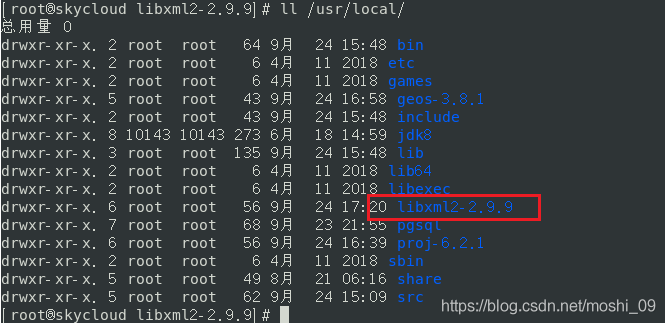 [root@skycloud libxml2-2.9.9]# ll /usr/local/
总用量 0
drwxr-xr-x. 2 root root 64 9月 24 15:48 bin
drwxr-xr-x. 2 root root 6 4月 11 2018 etc
drwxr-xr-x. 2 root root 6 4月 11 2018 games
drwxr-xr-x. 5 root root 43 9月 24 16:58 geos-3.8.1
drwxr-xr-x. 2 root root 43 9月 24 15:48 include
drwxr-xr-x. 8 10143 10143 273 6月 18 14:59 jdk8
drwxr-xr-x. 3 root root 135 9月 24 15:48 lib
drwxr-xr-x. 2 root root 6 4月 11 2018 lib64
drwxr-xr-x. 2 root root 6 4月 11 2018 libexec
drwxr-xr-x. 6 root root 56 9月 24 17:20 libxml2-2.9.9
drwxr-xr-x. 7 root root 68 9月 23 21:55 pgsql
drwxr-xr-x. 6 root root 56 9月 24 16:39 proj-6.2.1
drwxr-xr-x. 2 root root 6 4月 11 2018 sbin
drwxr-xr-x. 5 root root 49 8月 21 06:16 share
drwxr-xr-x. 5 root root 62 9月 24 15:09 src
[root@skycloud libxml2-2.9.9]#
https://blog.csdn.net/moshi_09